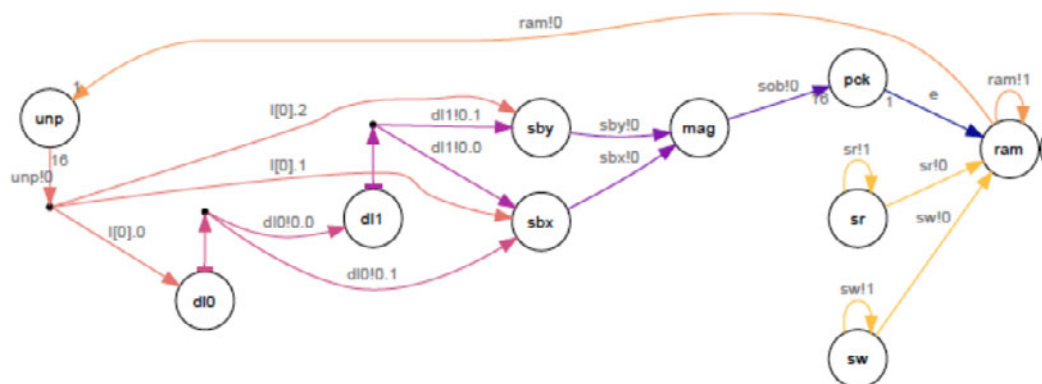 ram!0
1
unp
16
unp!0
l[0].2
l[0].1
l[0].0
dl0
dl0!0.0
dl0!0.1
dl1
dl1!0.1
dl1!0.0
sby
sbx
sby!0
sbx!0
mag
sob!0
16
pck
1
e
ram!1
ram
sr!1
sr!0
sr
sw!0
sw!1
sw